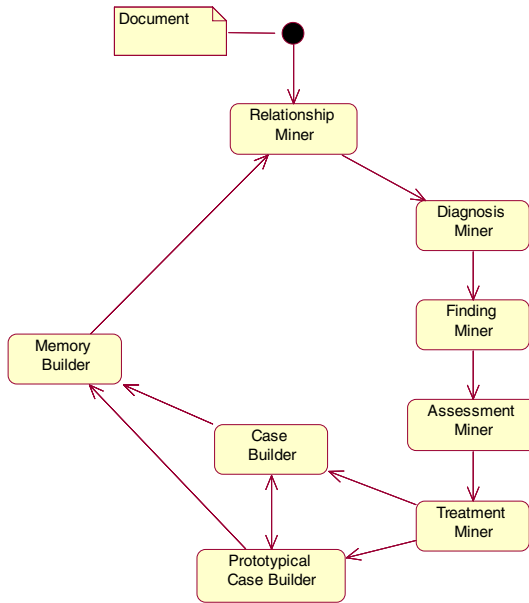 Document
Relationship
Miner
Diagnosis
Miner
Finding
Miner
Memory
Builder
Assessment
Miner
Case
Builder
Treatment
Miner
Prototypical
Case Builder